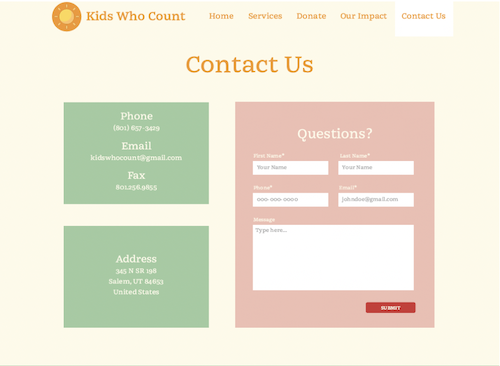 Kids Who Count
Home
Services
Donate
Our Impact
Contact Us
Contact Us
Phone
(801) 657-3429
Email
kidswhocount@gmail.com
Fax
801.256.9855
Address
345 N SR 198
Salem, UT 84653
United States
Questions?
First Name*
Last Name*
Your Name
Your Name
Phone*
Email*
000-000-0000
johndoe@gmail.com
Message
Type here...
SUBMIT